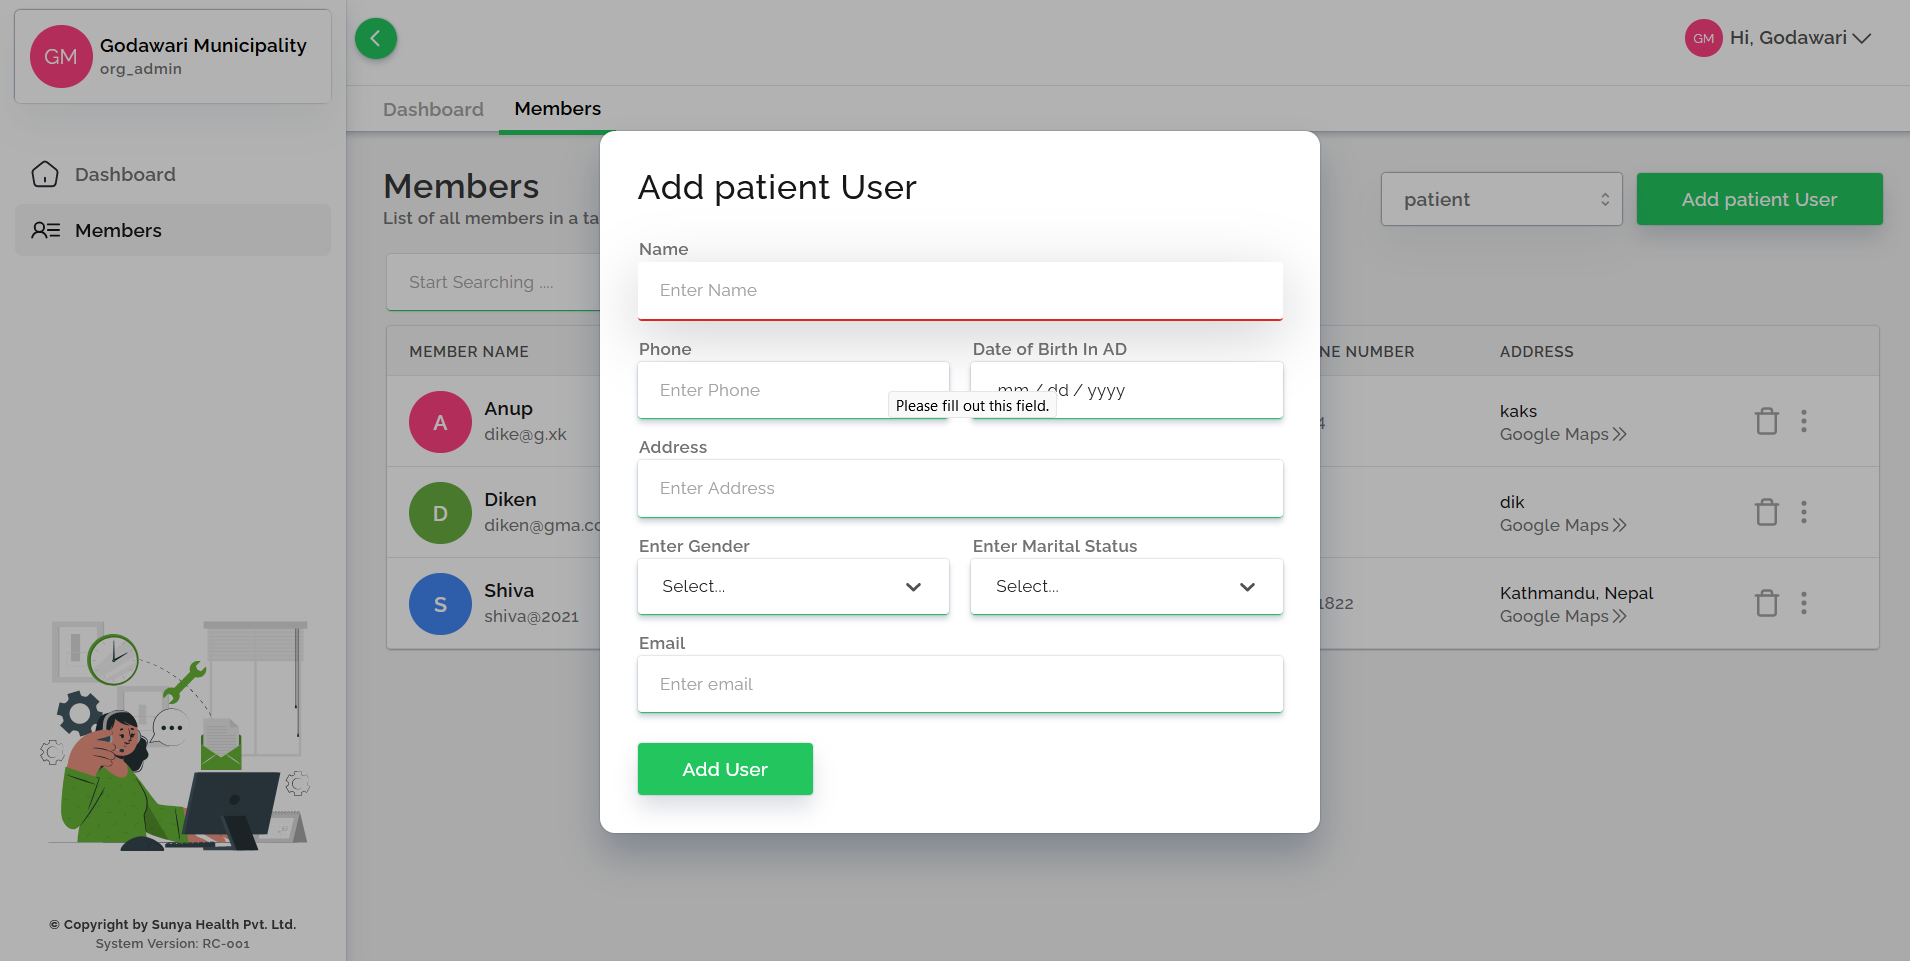 GM
Godawari Municipality
org_admin
Dashboard
Members
© Copyright by Sunya Health Pvt. Ltd.
System Version: RC-001
GM Hi, Godawari
Dashboard Members
Members
List of all members in a ta
patient
Add patient User
Start Searching ....
MEMBER NAME
NE NUMBER
ADDRESS
A
Anup
dike@g.xk
4
kaks
Google Maps
D
Diken
diken@gma.co
dik
Google Maps
S
Shiva
shiva@2021
1822
Kathmandu, Nepal
Google Maps
Add patient User
Name
Enter Name
Phone
Enter Phone
Date of Birth In AD
mm / dd / yyyy
Please fill out this field.
Address
Enter Address
Enter Gender
Select...
Enter Marital Status
Select...
Email
Enter email
Add User